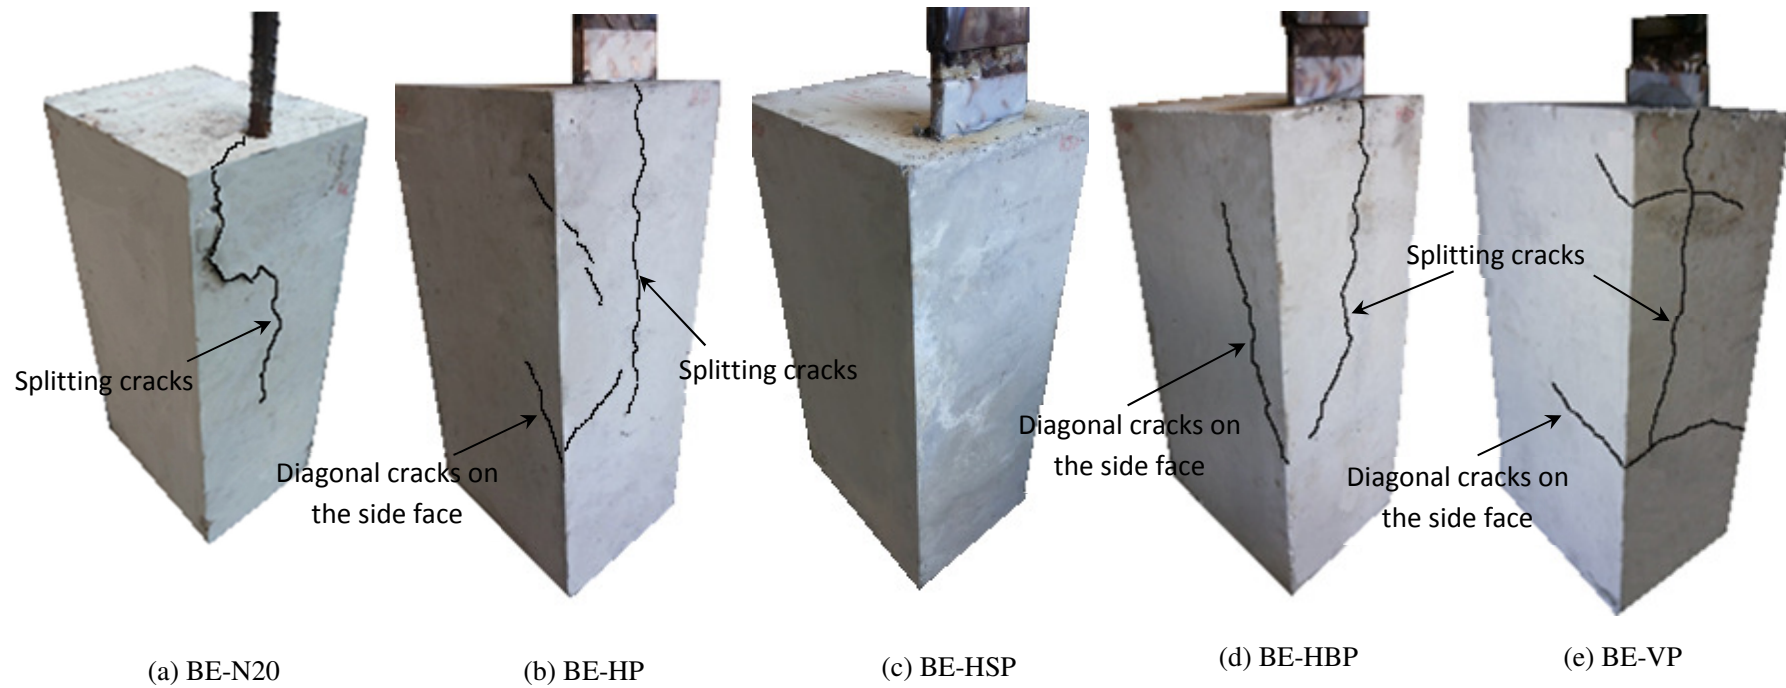 Splitting cracks
Splitting cracks
Splitting cracks
Diagonal cracks on
the side face
Diagonal cracks on
the side face
Diagonal cracks on
the side face
(a) BE-N20
(b) BE-HP
(c) BE-HSP
(d) BE-HBP
(e) BE-VP